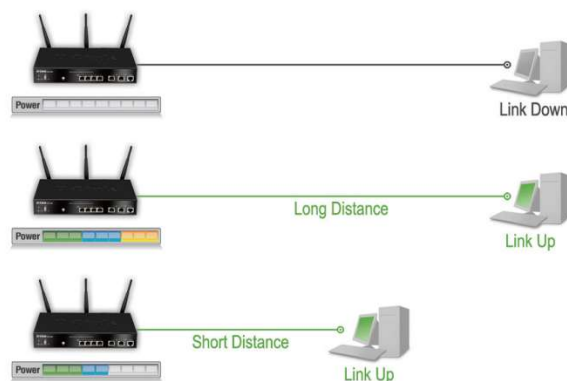 Power
Link Down
Long Distance
Power
Link Up
Short Distance
Power
Link Up